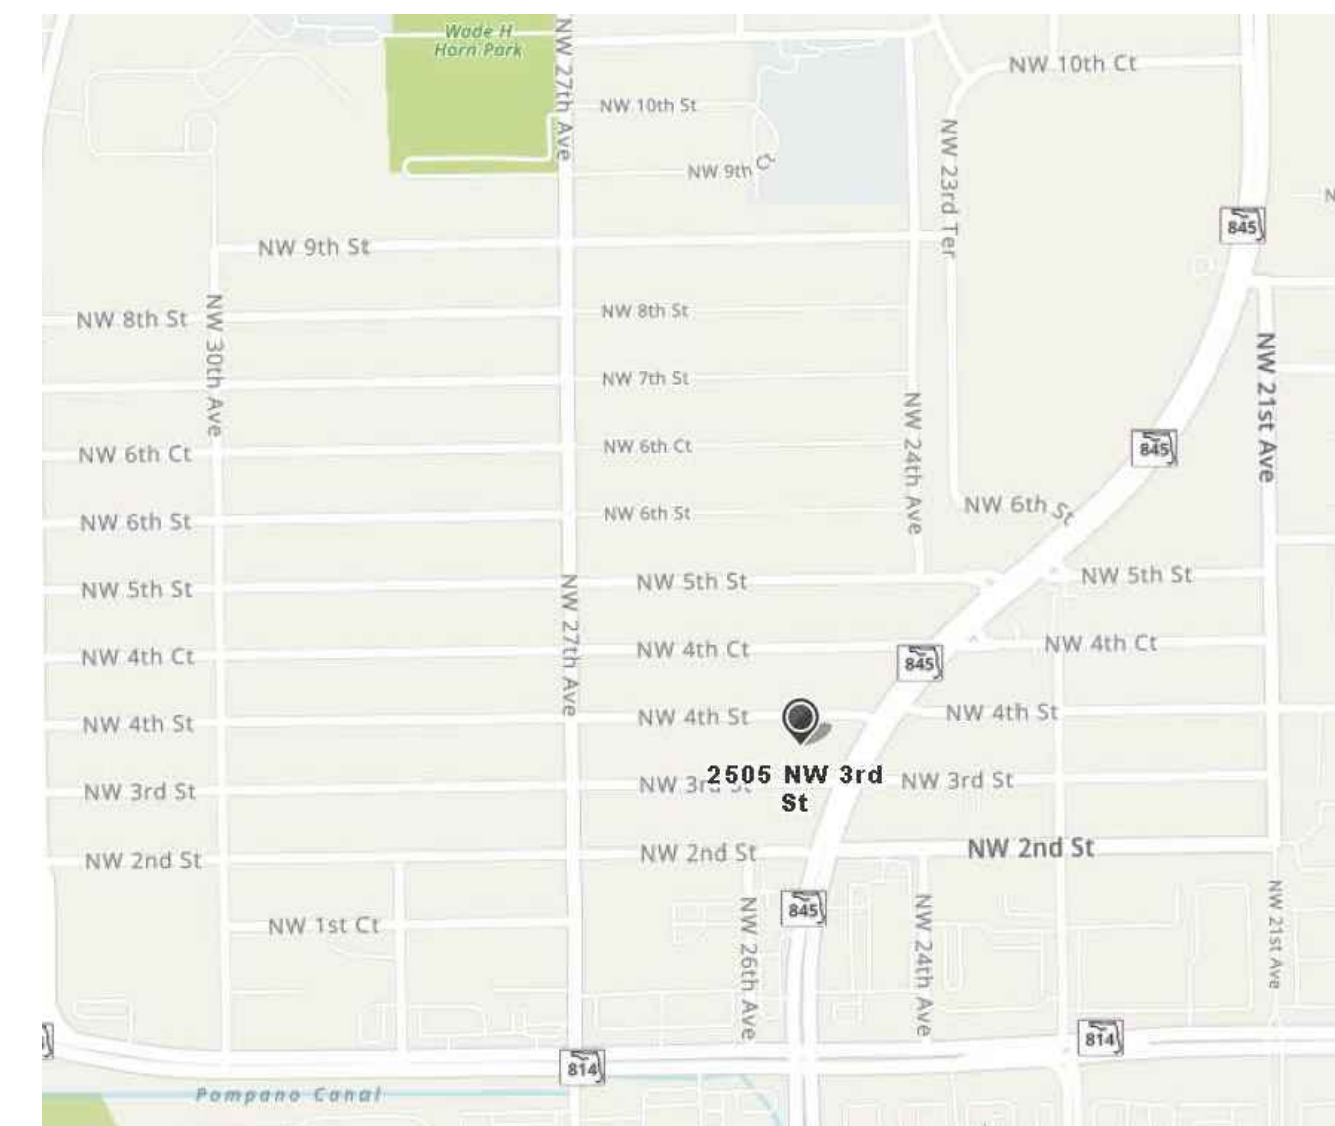 Wade H
Horn Park
NW 27th Ave
NW 10th Ct
NW 10th St
NW 9th Ct
NW 23rd Ter
N
845
NW 9th St
NW 30th Ave
NW 8th St
NW 8th St
NW 21st Ave
NW 7th St
NW 24th Ave
845
NW 6th Ct
NW 6th Ct
NW 6th St
NW 6th St
NW 6th St
NW 5th St
NW 27th Ave
NW 5th St
NW 5th St
NW 4th Ct
NW 4th Ct
845
NW 4th Ct
NW 4th St
NW 4th St
NW 4th St
NW 3rd St
NW 3rd St
2505 NW 3rd
St
NW 3rd St
NW 2nd St
NW 2nd St
NW 2nd St
845
NW 26th Ave
NW 24th Ave
NW 21st Ave
NW 1st Ct
814
814
Pompano Canal